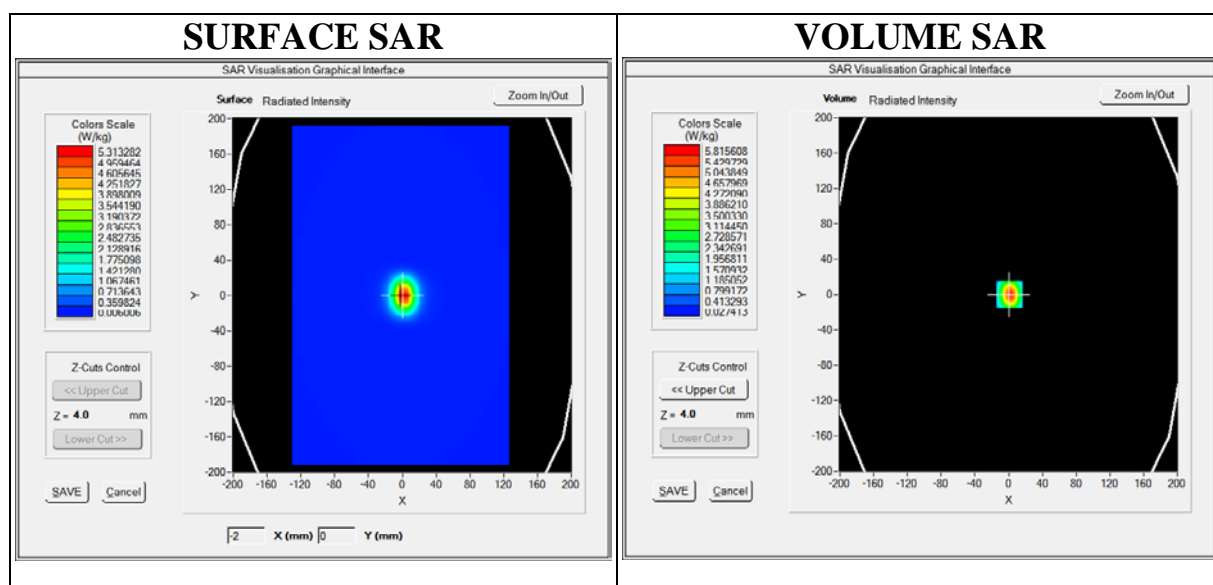 SURFACE SAR
SAR Visualisation Graphical Interface
Surface Radiated Intensity
Zoom In/Out
Colors Scale
(W/kg)
5.313282
4.959464
4.605645
4.251827
3.898009
3.544190
3.190372
2.836553
2.482735
2.128916
1.775098
1.421280
1.067461
0.713643
0.359824
0.006006
Z-Cuts Control
<< Upper Cut
Z = 4.0 mm
Lower Cut >>
SAVE Cancel
200
160
120
80
40
0
-40
-80
-120
-160
-200
Y
-200 -160 -120 -80 -40 0 40 80 120 160 200
X
-2 X (mm) 0 Y (mm)
VOLUME SAR
SAR Visualisation Graphical Interface
Volume Radiated Intensity
Zoom In/Out
Colors Scale
(W/kg)
5.815608
5.429729
5.043849
4.657969
4.272090
3.886210
3.500330
3.114450
2.728571
2.342691
1.956811
1.570932
1.185052
0.799172
0.413293
0.027413
Z-Cuts Control
<< Upper Cut
Z = 4.0 mm
Lower Cut >>
SAVE Cancel
200
160
120
80
40
0
-40
-80
-120
-160
-200
Y
-200 -160 -120 -80 -40 0 40 80 120 160 200
X